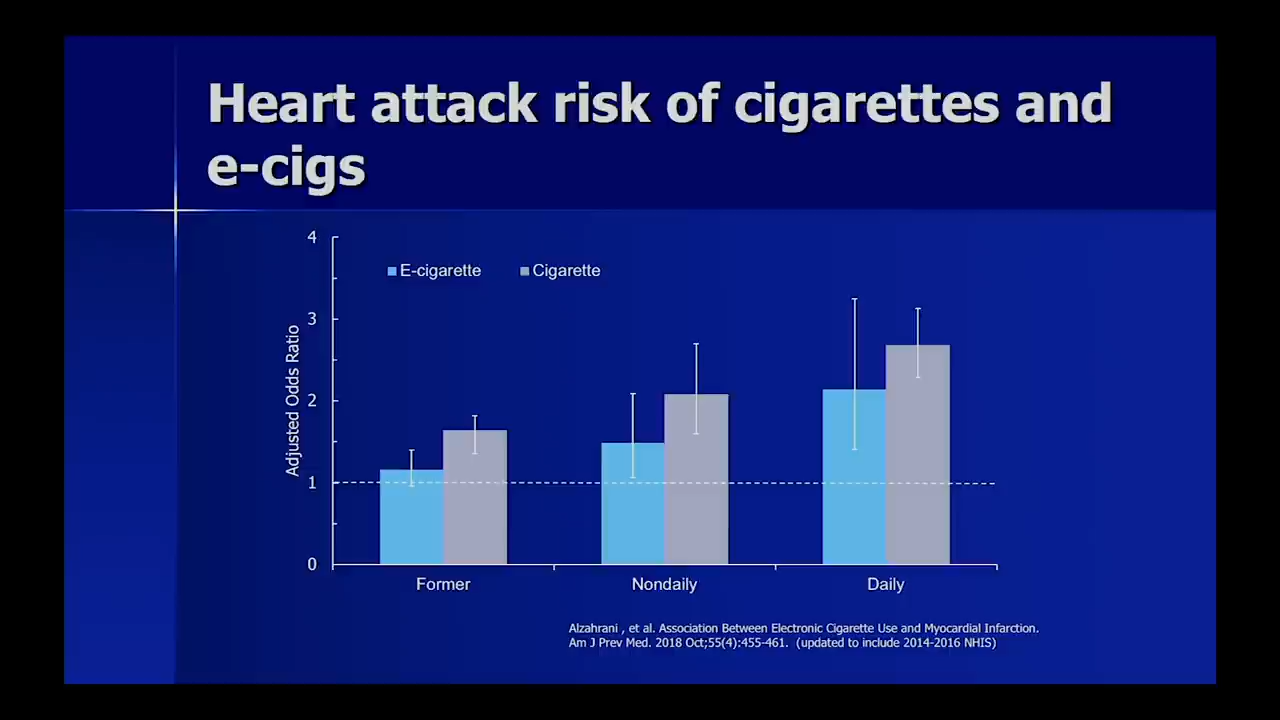 Heart attack risk of cigarettes and
e-cigs
4
3
2
1
0
Adjusted Odds Ratio
E-cigarette
Cigarette
Former
Nondaily
Daily
Alzahrani , et al. Association Between Electronic Cigarette Use and Myocardial Infarction.
Am J Prev Med. 2018 Oct;55(4):455-461. (updated to include 2014-2016 NHIS)